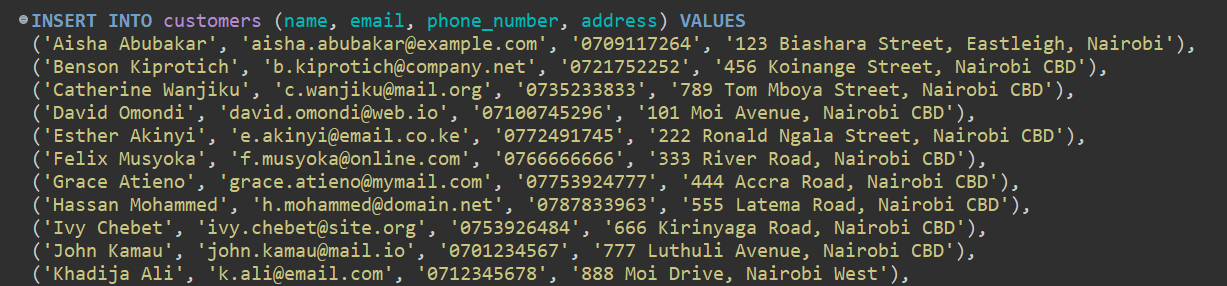 INSERT INTO customers (name, email, phone_number, address) VALUES
('Aisha Abubakar', 'aisha.abubakar@example.com', '0709117264', '123 Biashara Street, Eastleigh, Nairobi'),
('Benson Kiprotich', 'b.kiprotich@company.net', '0721752252', '456 Koinange Street, Nairobi CBD'),
('Catherine Wanjiku', 'c.wanjiku@mail.org', '0735233833', '789 Tom Mboya Street, Nairobi CBD'),
('David Omondi', 'david.omondi@web.io', '07100745296', '101 Moi Avenue, Nairobi CBD'),
('Esther Akinyi', 'e.akinyi@email.co.ke', '0772491745', '222 Ronald Ngala Street, Nairobi CBD'),
('Felix Musyoka', 'f.musyoka@online.com', '0766666666', '333 River Road, Nairobi CBD'),
('Grace Atieno', 'grace.atieno@mymail.com', '07753924777', '444 Accra Road, Nairobi CBD'),
('Hassan Mohammed', 'h.mohammed@domain.net', '0787833963', '555 Latema Road, Nairobi CBD'),
('Ivy Chebet', 'ivy.chebet@site.org', '0753926484', '666 Kirinyaga Road, Nairobi CBD'),
('John Kamau', 'john.kamau@mail.io', '0701234567', '777 Luthuli Avenue, Nairobi CBD'),
('Khadija Ali', 'k.ali@email.com', '0712345678', '888 Moi Drive, Nairobi West'),